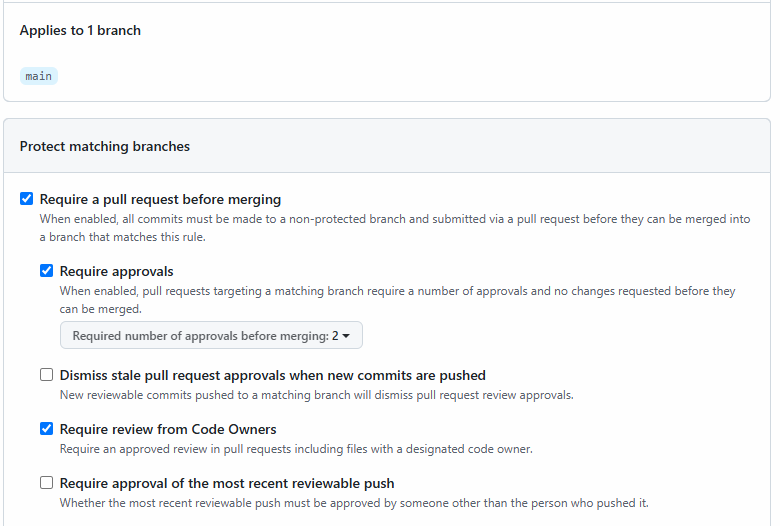 Applies to 1 branch
main
Protect matching branches
Require a pull request before merging
When enabled, all commits must be made to a non-protected branch and submitted via a pull request before they can be merged into
a branch that matches this rule.
Require approvals
When enabled, pull requests targeting a matching branch require a number of approvals and no changes requested before they
can be merged.
Required number of approvals before merging: 2
Dismiss stale pull request approvals when new commits are pushed
New reviewable commits pushed to a matching branch will dismiss pull request review approvals.
Require review from Code Owners
Require an approved review in pull requests including files with a designated code owner.
Require approval of the most recent reviewable push
Whether the most recent reviewable push must be approved by someone other than the person who pushed it.